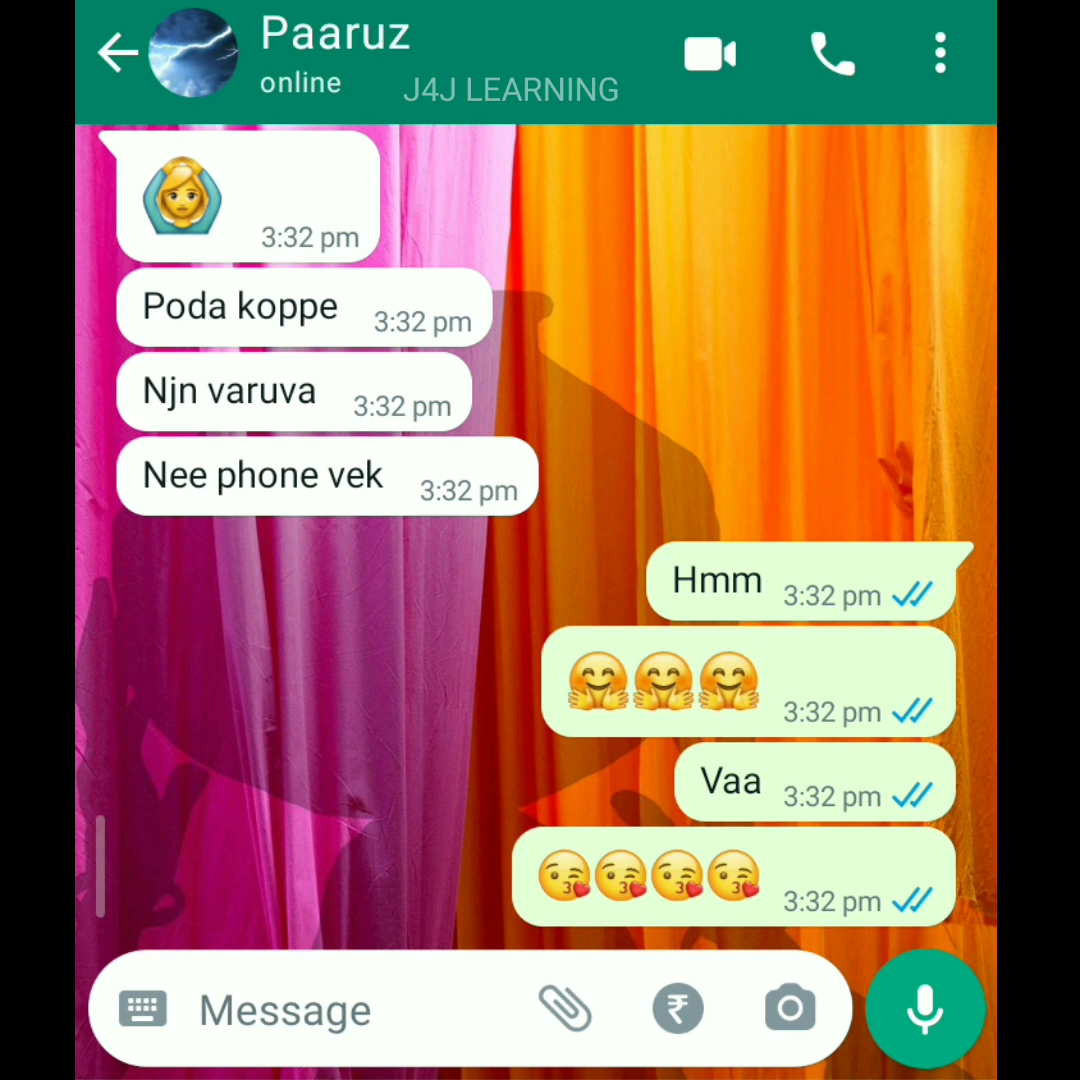 Paaruz
online
J4J LEARNING
🙆‍♀️ 3:32 pm
Poda koppe 3:32 pm
Njn varuva 3:32 pm
Nee phone vek 3:32 pm
Hmm 3:32 pm
🤗🤗🤗 3:32 pm
Vaa 3:32 pm
😘😘😘😘 3:32 pm
Message ₹